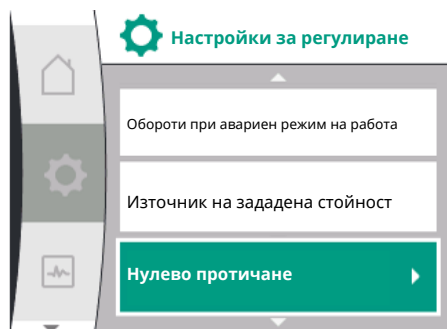 Настройки за регулиране
Обороти при авариен режим на работа
Източник на зададена стойност
Нулево протичане